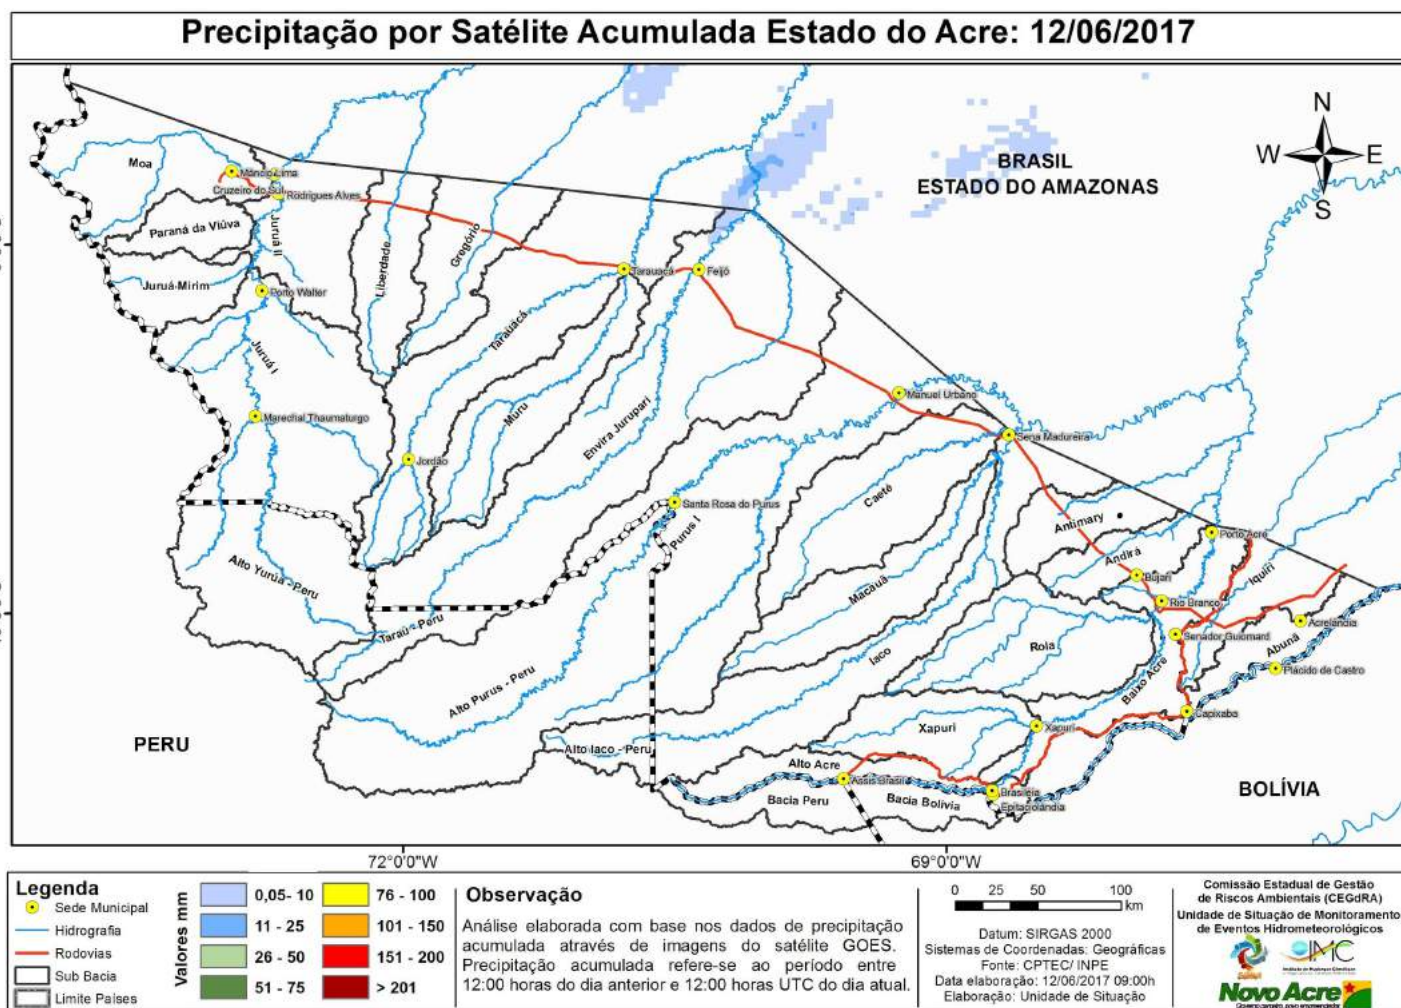 Precipitação por Satélite Acumulada Estado do Acre: 12/06/2017
N
W E
S
BRASIL
ESTADO DO AMAZONAS
Moa
Mâncio Lima
Cruzeiro do Sul
Rodrigues Alves
Paraná da Viúva
Juruá II
Liberdade
Gregório
Tarauacá
Feijó
Juruá-Mirim
Porto Walter
Tarauacá
Juruá I
Muru
Envira Jurupari
Manuel Urbano
Marechal Thaumaturgo
Sena Madureira
Jordão
Caeté
Santa Rosa do Purus
Purus I
Antimary
Porto Acre
Andirá
Iquiri
Bujari
Alto Yuruá - Peru
Macauã
Rio Branco
Acrelândia
Taraú - Peru
Senador Guiomard
Abunã
Iaco
Rola
Plácido de Castro
Alto Purus - Peru
Baixo Acre
Capixaba
PERU
Xapuri
Xapuri
Alto Iaco - Peru
Alto Acre
Assis Brasil
Brasiléia
BOLÍVIA
Bacia Peru
Bacia Bolívia
Epitaciolândia
72°0'0"W
69°0'0"W
Legenda
Sede Municipal
Hidrografia
Rodovias
Sub Bacia
Limite Países
Valores mm
0,05- 10
11 - 25
26 - 50
51 - 75
76 - 100
101 - 150
151 - 200
> 201
Observação
Análise elaborada com base nos dados de precipitação
acumulada através de imagens do satélite GOES.
Precipitação acumulada refere-se ao período entre
12:00 horas do dia anterior e 12:00 horas UTC do dia atual.
0 25 50 100
km
Datum: SIRGAS 2000
Sistemas de Coordenadas: Geográficas
Fonte: CPTEC/ INPE
Data elaboração: 12/06/2017 09:00h
Elaboração: Unidade de Situação
Comissão Estadual de Gestão
de Riscos Ambientais (CEGdRA)
Unidade de Situação de Monitoramento
de Eventos Hidrometeorológicos
IMC
Novo Acre